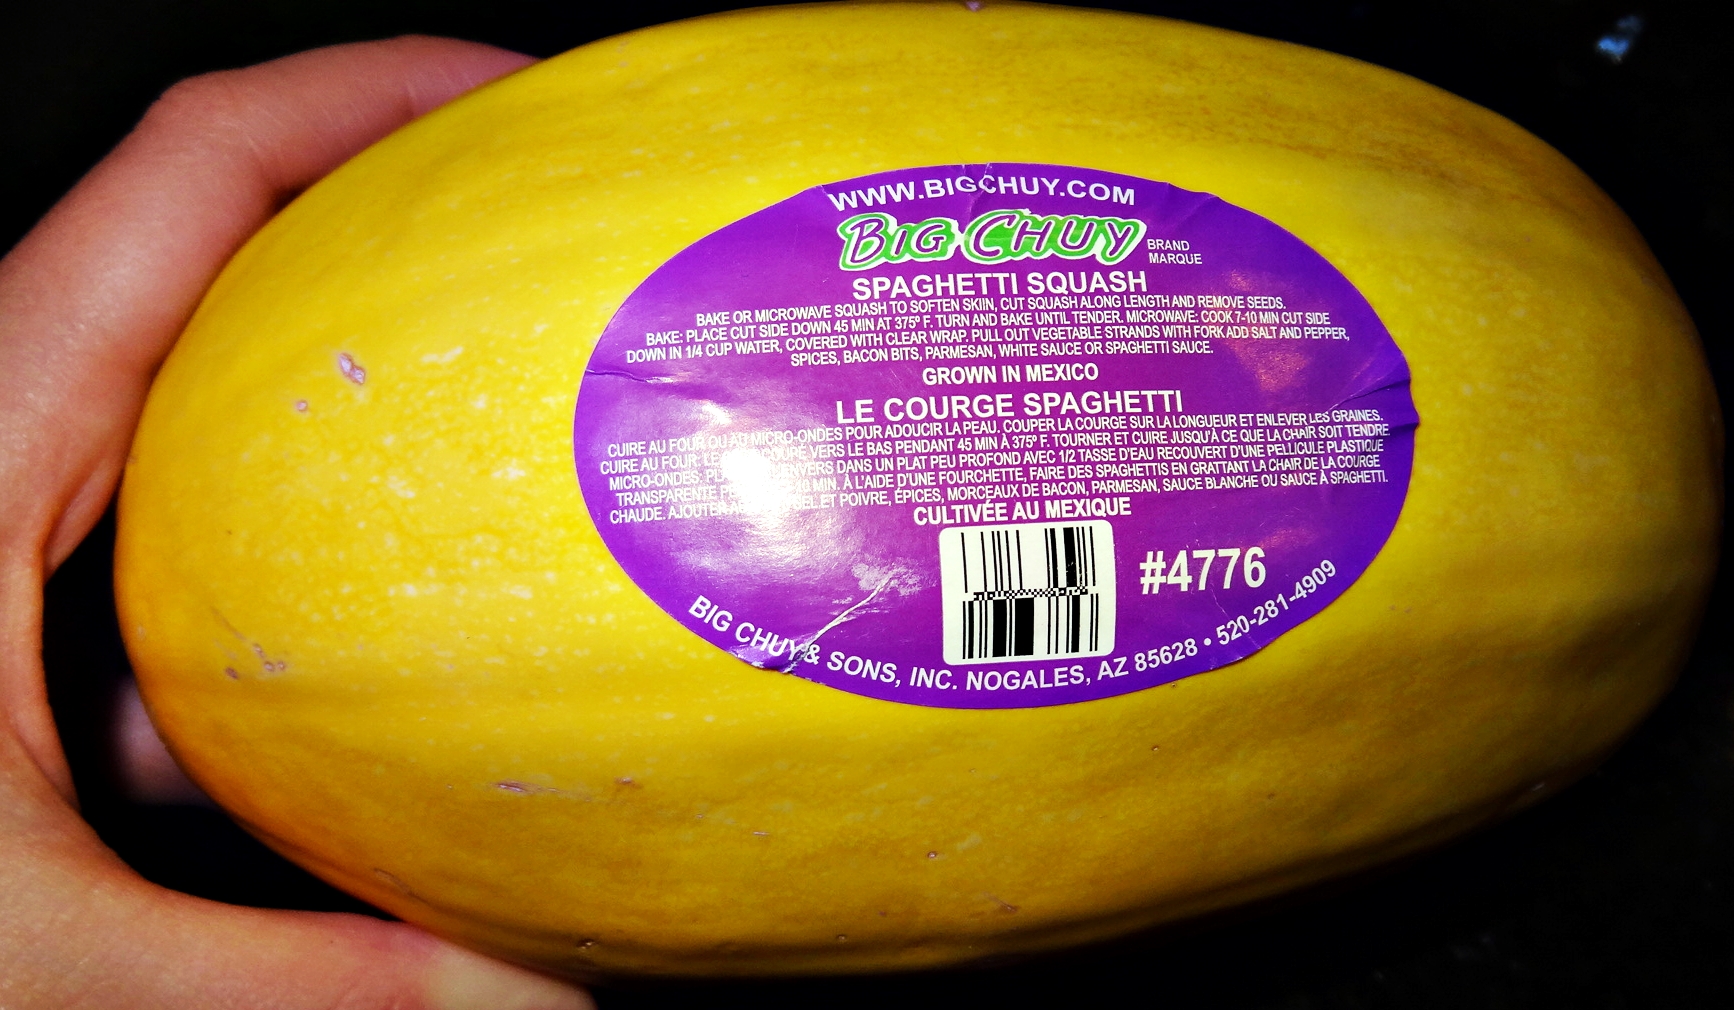 WWW.BIGCHUY.COM
BIG CHUY
BRAND
MARQUE
SPAGHETTI SQUASH
BAKE OR MICROWAVE SQUASH TO SOFTEN SKIIN, CUT SQUASH ALONG LENGTH AND REMOVE SEEDS.
BAKE: PLACE CUT SIDE DOWN 45 MIN AT 375º F. TURN AND BAKE UNTIL TENDER. MICROWAVE: COOK 7-10 MIN CUT SIDE
DOWN IN 1/4 CUP WATER, COVERED WITH CLEAR WRAP. PULL OUT VEGETABLE STRANDS WITH FORK ADD SALT AND PEPPER,
SPICES, BACON BITS, PARMESAN, WHITE SAUCE OR SPAGHETTI SAUCE.
GROWN IN MEXICO
LE COURGE SPAGHETTI
CUIRE AU FOUR OU AU MICRO-ONDES POUR ADOUCIR LA PEAU. COUPER LA COURGE SUR LA LONGUEUR ET ENLEVER LES GRAINES.
CUIRE AU FOUR: LE COUPÉ VERS LE BAS PENDANT 45 MIN À 375º F. TOURNER ET CUIRE JUSQU'À CE QUE LA CHAIR SOIT TENDRE.
MICRO-ONDES: L'ENVERS DANS UN PLAT PEU PROFOND AVEC 1/2 TASSE D'EAU RECOUVERT D'UNE PELLICULE PLASTIQUE
TRANSPARENTE MIN. À L'AIDE D'UNE FOURCHETTE, FAIRE DES SPAGHETTIS EN GRATTANT LA CHAIR DE LA COURGE
CHAUDE. AJOUTER SEL ET POIVRE, ÉPICES, MORCEAUX DE BACON, PARMESAN, SAUCE BLANCHE OU SAUCE À SPAGHETTI.
CULTIVÉE AU MEXIQUE
#4776
BIG CHUY & SONS, INC. NOGALES, AZ 85628 • 520-281-4909